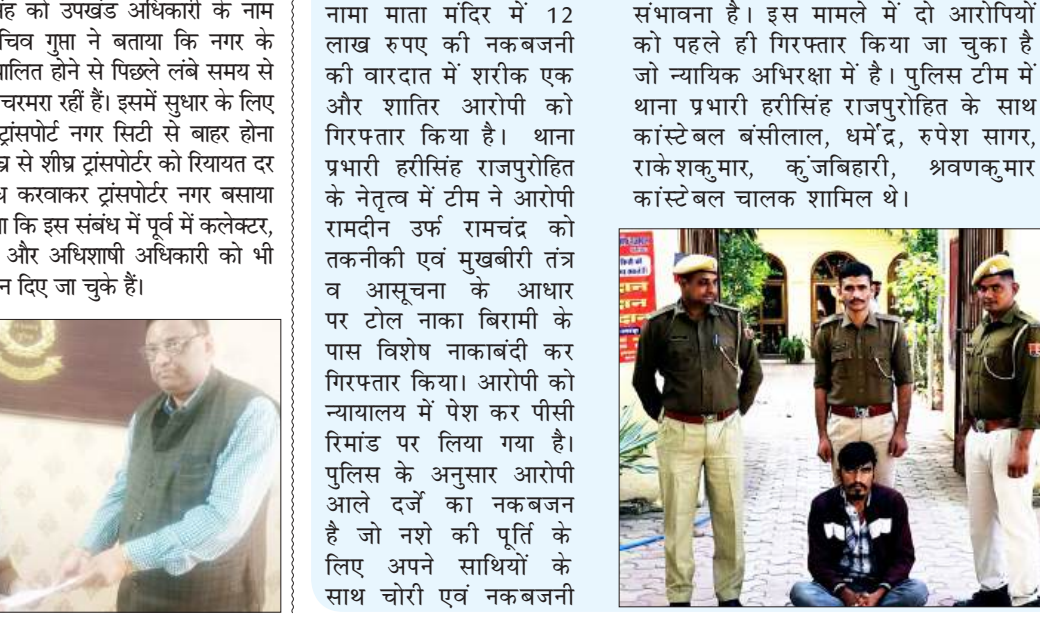 सिंह को उपखंड अधिकारी के नाम
सचिव गुप्ता ने बताया कि नगर के
होने से पिछले लंबे समय से
चरमरा रहीं हैं। इसमें सुधार के लिए
ट्रांसपोर्ट नगर सिटी से बाहर होना
से शीघ्र ट्रांसपोर्टर को रियायत दर
करवाकर ट्रांसपोर्टर नगर बसाया
कि इस संबंध में पूर्व में कलेक्टर,
और अधिशाषी अधिकारी को भी
दिए जा चुके हैं।
नामा माता मंदिर में 12
लाख रुपए की नकबजनी
की वारदात में शरीक एक
और शातिर आरोपी को
गिरफ्तार किया है। थाना
प्रभारी हरीसिंह राजपुरोहित
के नेतृत्व में टीम ने आरोपी
रामदीन उर्फ रामचंद्र को
तकनीकी एवं मुखबीरी तंत्र
व आसूचना के आधार
पर टोल नाका बिरामी के
पास विशेष नाकाबंदी कर
गिरफ्तार किया। आरोपी को
न्यायालय में पेश कर पीसी
रिमांड पर लिया गया है।
पुलिस के अनुसार आरोपी
आले दर्जे का नकबजन
है जो नशे की पूर्ति के
लिए अपने साथियों के
साथ चोरी एवं नकबजनी
संभावना है। इस मामले में दो आरोपियों
को पहले ही गिरफ्तार किया जा चुका है
जो न्यायिक अभिरक्षा में है। पुलिस टीम में
थाना प्रभारी हरीसिंह राजपुरोहित के साथ
कांस्टेबल बंसीलाल, धर्मेंद्र, रुपेश सागर,
राकेशकुमार, कुंजबिहारी, श्रवणकुमार
कांस्टेबल चालक शामिल थे।